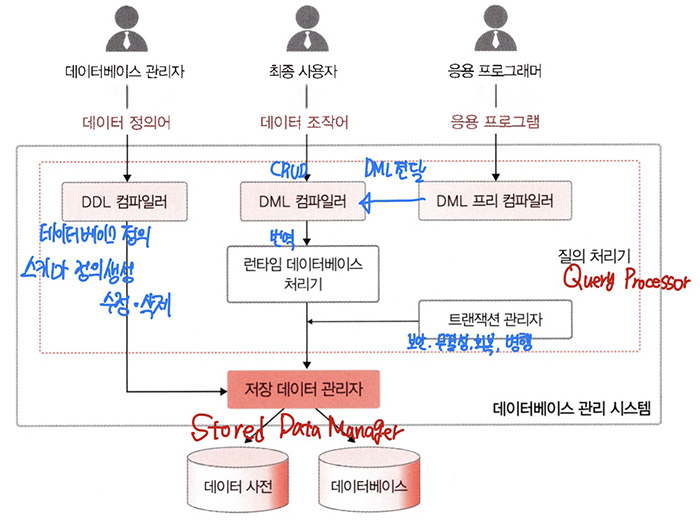 데이터베이스 관리자
최종 사용자
응용 프로그래머
데이터 정의어
데이터 조작어
응용 프로그램
CRUD
DML전달
DDL 컴파일러
DML 컴파일러
DML 프리 컴파일러
데이터베이스 정의
스키마 정의생성
수정·삭제
번역
런타임 데이터베이스
처리기
질의 처리기
Query Processor
트랜잭션 관리자
보안·무결성, 회복, 병행
저장 데이터 관리자
데이터베이스 관리 시스템
Stored Data Manager
데이터 사전
데이터베이스